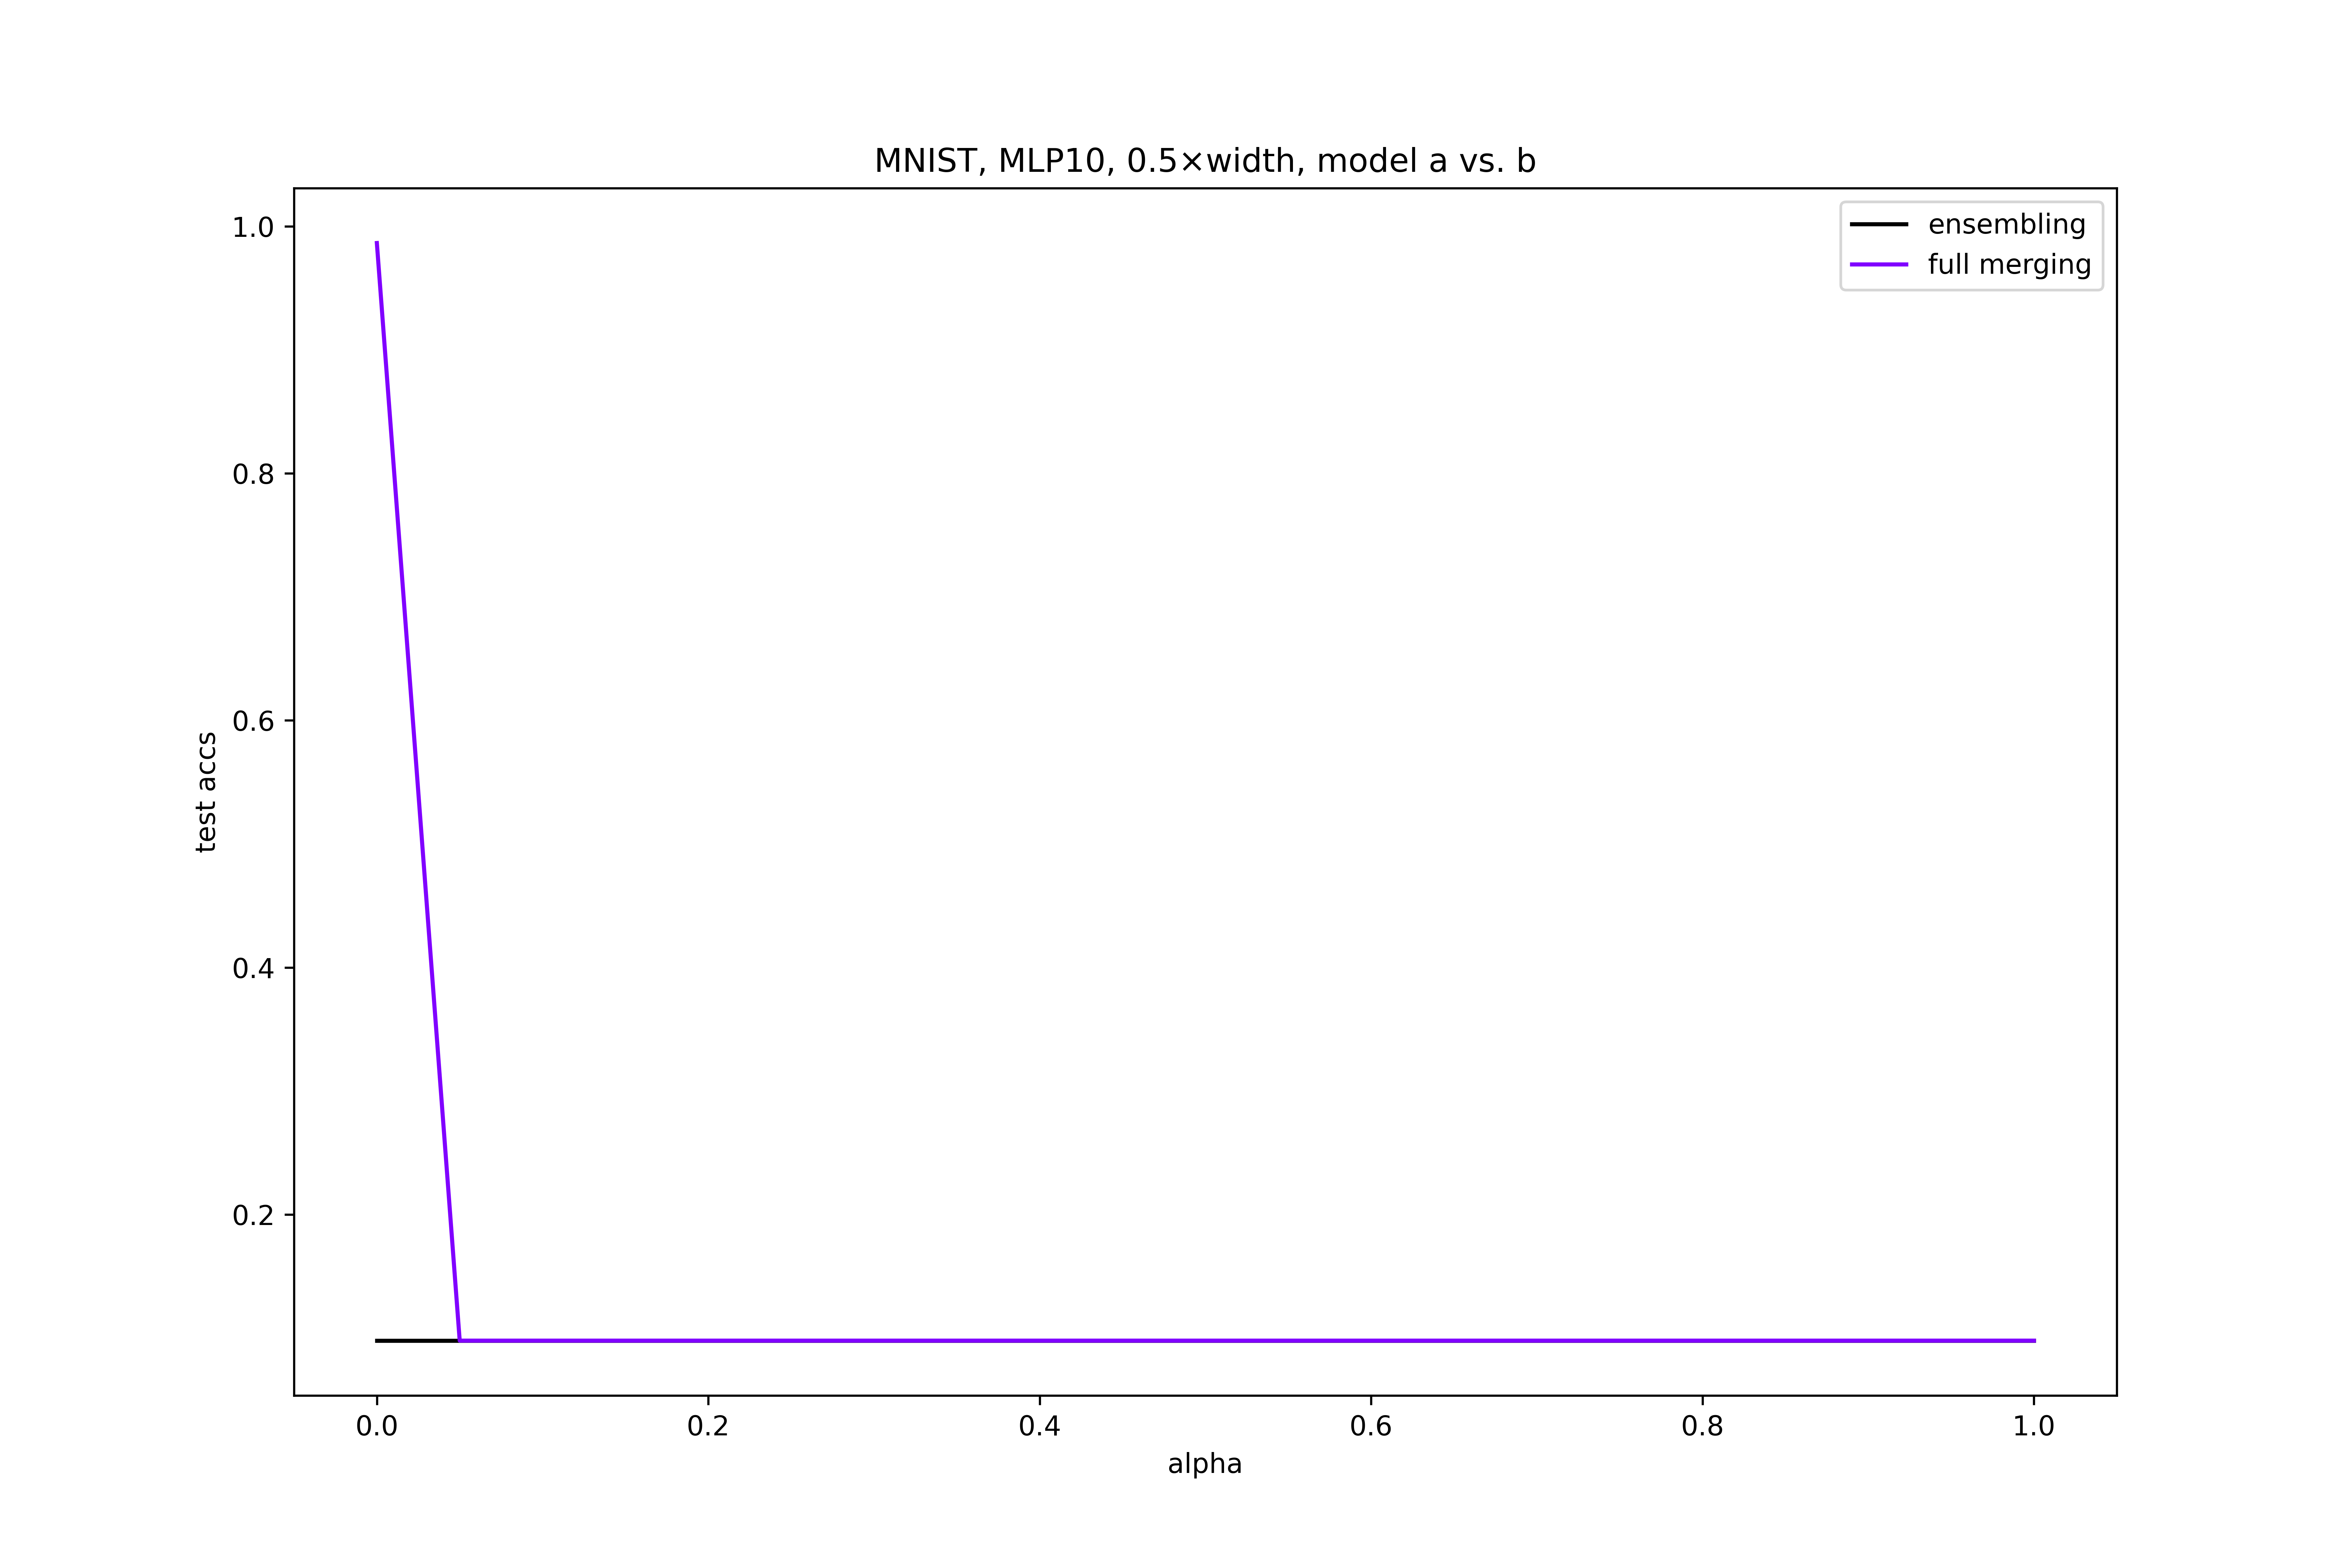 MNIST, MLP10, 0.5×width, model a vs. b
ensembling
full merging
1.0
0.8
0.6
0.4
0.2
test accs
0.0 0.2 0.4 0.6 0.8 1.0
alpha